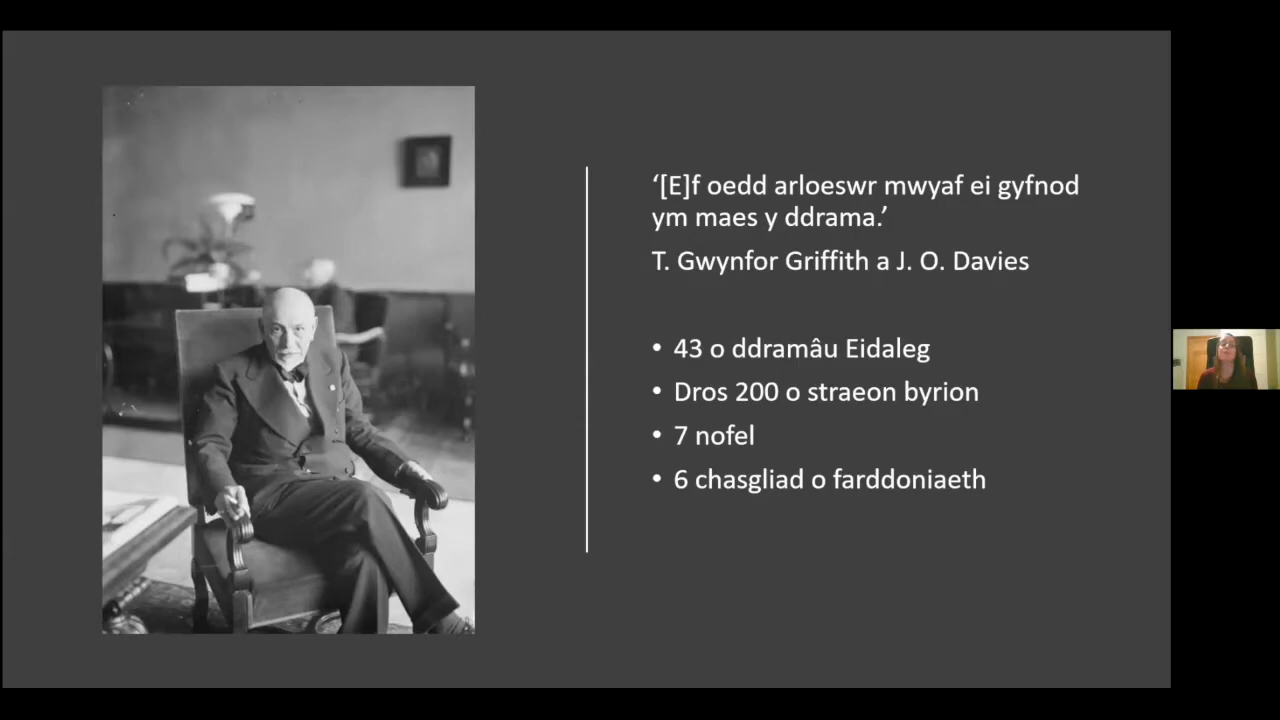 ‘[E]f oedd arloeswr mwyaf ei gyfnod
ym maes y ddrama.’
T. Gwynfor Griffith a J. O. Davies
• 43 o ddramâu Eidaleg
• Dros 200 o straeon byrion
• 7 nofel
• 6 chasgliad o farddoniaeth